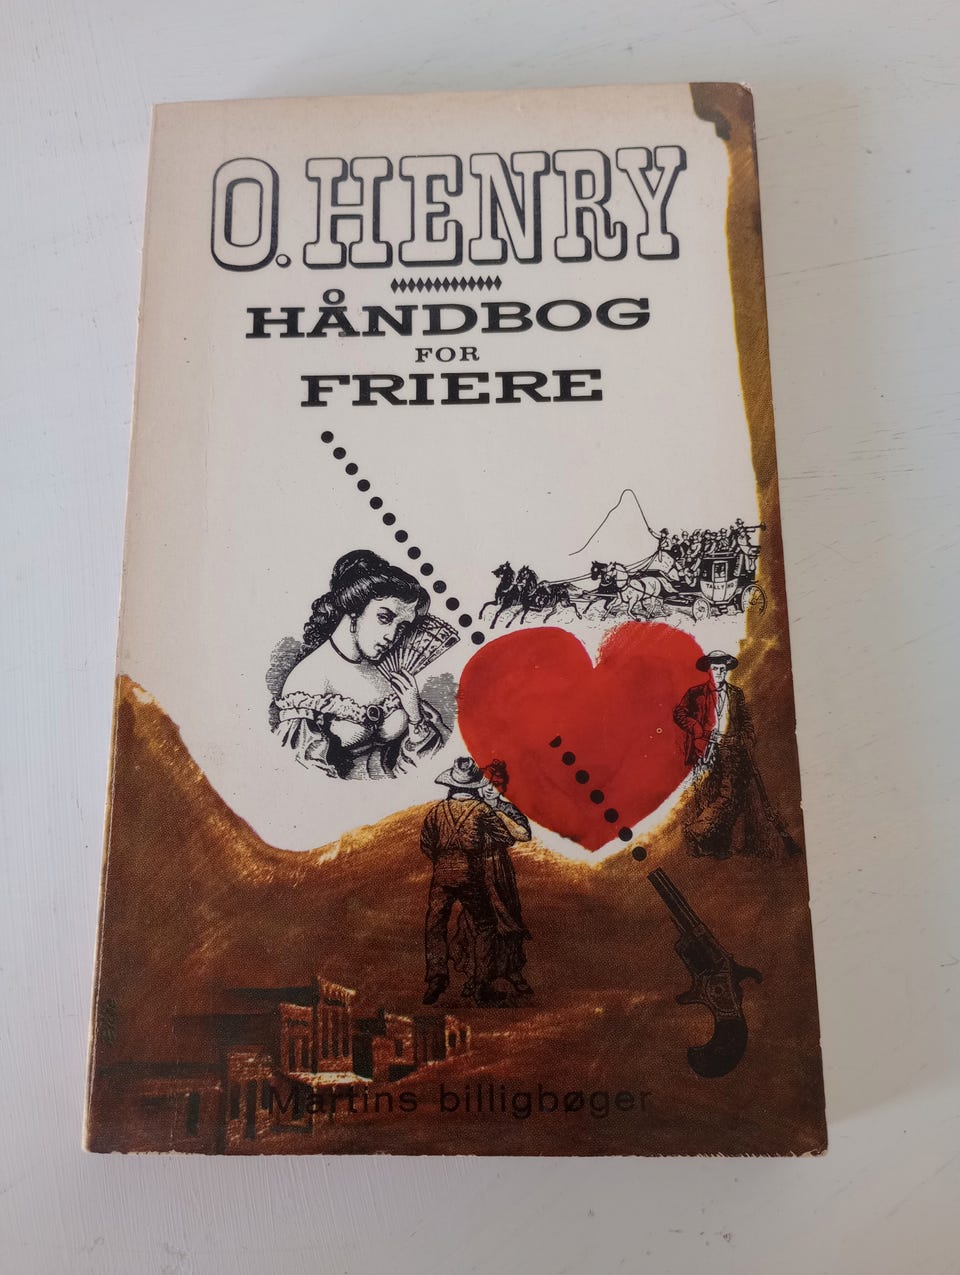 O. HENRY
HÅNDBOG
FOR
FRIERE
Martins billigbøger